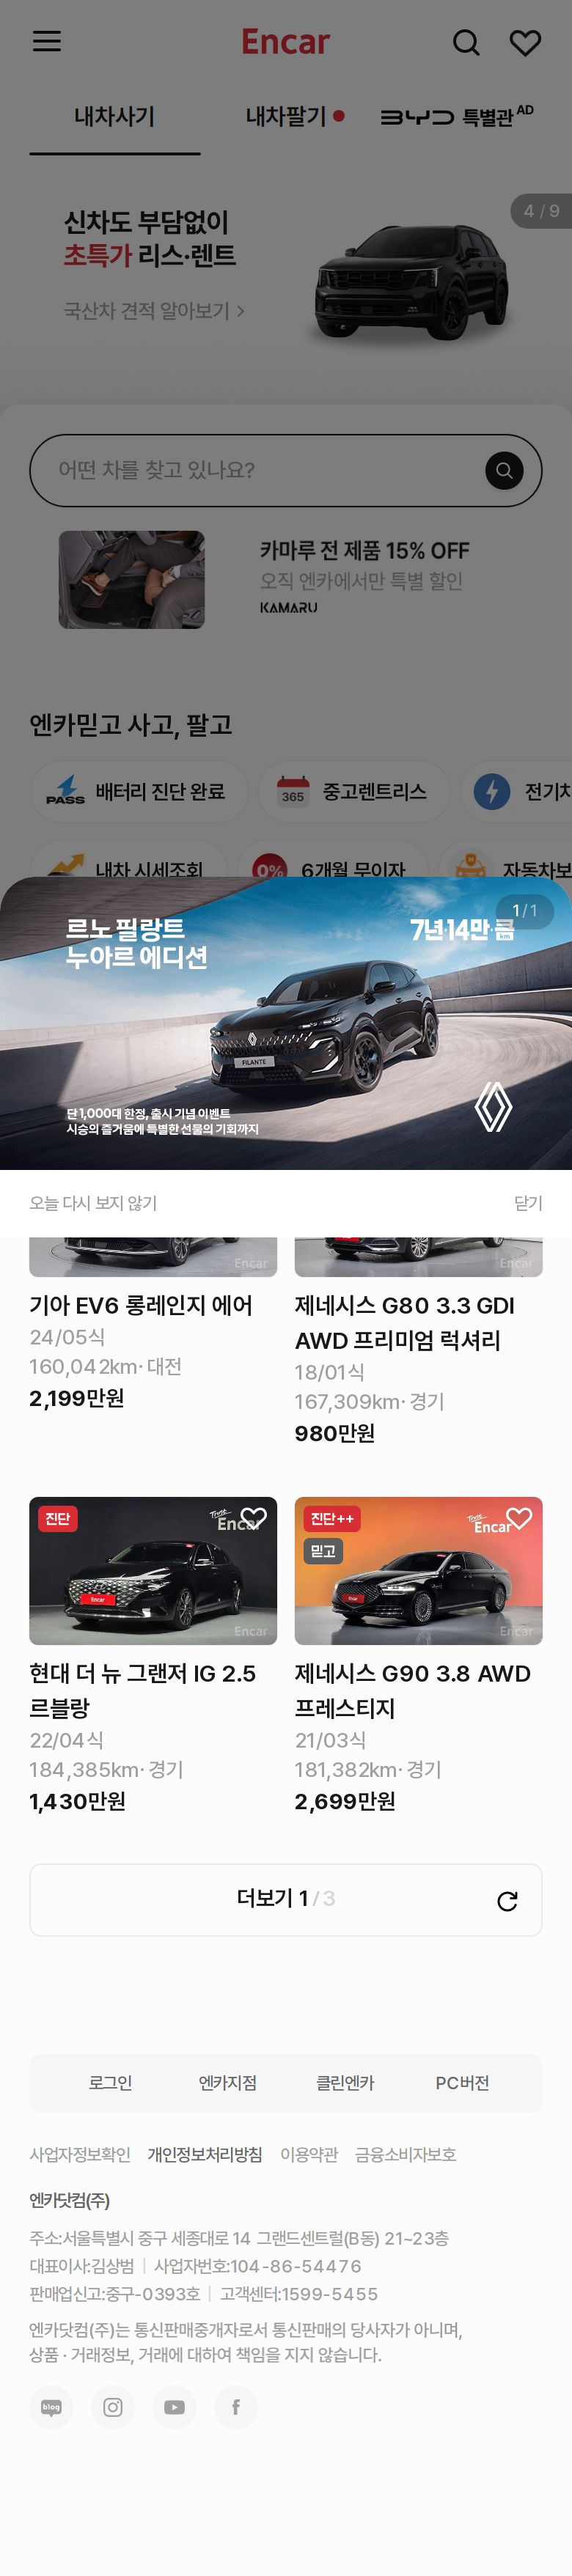 Encar
내차사기
내차팔기
BYD 특별관 AD
신차도 부담없이
초특가 리스·렌트
국산차 견적 알아보기
4 / 9
어떤 차를 찾고 있나요?
카마루 전 제품 15% OFF
오직 엔카에서만 특별 할인
KAMARU
엔카믿고 사고, 팔고
PASS 배터리 진단 완료
365 중고렌트리스
전기차
내차 시세조회
0% 6개월 무이자
자동차보
1 / 1
르노 필랑트
누아르 에디션
7년·14만
FILANTE
단 1,000대 한정, 출시 기념 이벤트
시승의 즐거움에 특별한 선물의 기회까지
오늘 다시 보지 않기
닫기
Encar
Encar
기아 EV6 롱레인지 에어
24/05식
160,042km· 대전
2,199만원
제네시스 G80 3.3 GDI
AWD 프리미엄 럭셔리
18/01식
167,309km· 경기
980만원
진단
Encar
Encar
Encar
진단++
믿고
Encar
Encar
Encar
현대 더 뉴 그랜저 IG 2.5
르블랑
22/04식
184,385km· 경기
1,430만원
제네시스 G90 3.8 AWD
프레스티지
21/03식
181,382km· 경기
2,699만원
더보기 1 / 3
로그인
엔카지점
클린엔카
PC버전
사업자정보확인
개인정보처리방침
이용약관
금융소비자보호
엔카닷컴(주)
주소:서울특별시 중구 세종대로 14 그랜드센트럴(B동) 21~23층
대표이사:김상범 | 사업자번호:104-86-54476
판매업신고:중구-0393호 | 고객센터:1599-5455
엔카닷컴(주)는 통신판매중개자로서 통신판매의 당사자가 아니며,
상품 · 거래정보, 거래에 대하여 책임을 지지 않습니다.
blog